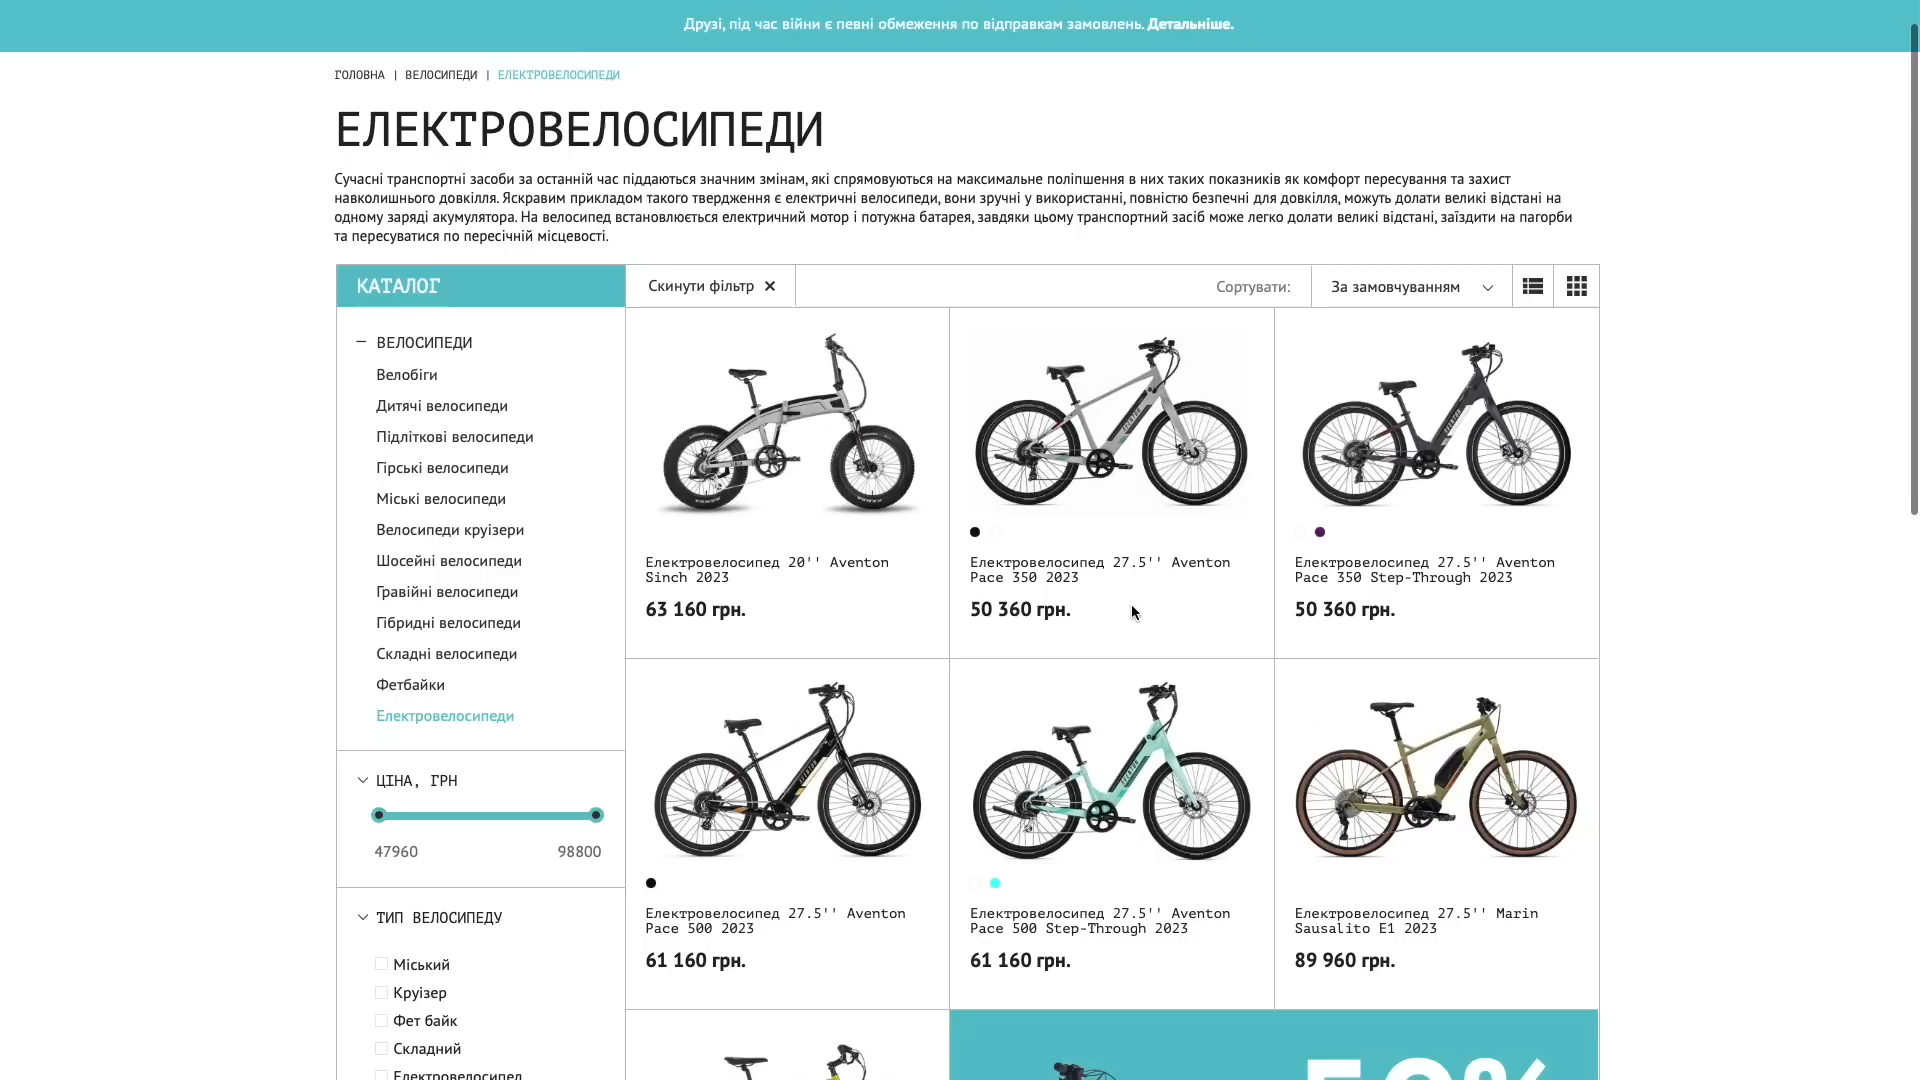 Друзі, під час війни є певні обмеження по відправкам замовлень. Детальніше.
ГОЛОВНА | ВЕЛОСИПЕДИ | ЕЛЕКТРОВЕЛОСИПЕДИ
ЕЛЕКТРОВЕЛОСИПЕДИ
Сучасні транспортні засоби за останній час піддаються значним змінам, які спрямовуються на максимальне поліпшення в них таких показників як комфорт пересування та захист
навколишнього довкілля. Яскравим прикладом такого твердження є електричні велосипеди, вони зручні у використанні, повністю безпечні для довкілля, можуть долати великі відстані на
одному заряді акумулятора. На велосипед встановлюється електричний мотор і потужна батарея, завдяки цьому транспортний засіб може легко долати великі відстані, заїздити на пагорби
та пересуватися по пересічній місцевості.
КАТАЛОГ
Скинути фільтр ✕
Сортувати:
За замовчуванням
ВЕЛОСИПЕДИ
Велобіги
Дитячі велосипеди
Підліткові велосипеди
Гірські велосипеди
Міські велосипеди
Велосипеди круізери
Шосейні велосипеди
Гравійні велосипеди
Гібридні велосипеди
Складні велосипеди
Фетбайки
Електровелосипеди
ЦІНА, ГРН
47960
98800
ТИП ВЕЛОСИПЕДУ
Міський
Круізер
Фет байк
Складний
Електровелосипед
Електровелосипед 20'' Aventon
Sinch 2023
63 160 грн.
Електровелосипед 27.5'' Aventon
Pace 350 2023
50 360 грн.
Електровелосипед 27.5'' Aventon
Pace 350 Step-Through 2023
50 360 грн.
Електровелосипед 27.5'' Aventon
Pace 500 2023
61 160 грн.
Електровелосипед 27.5'' Aventon
Pace 500 Step-Through 2023
61 160 грн.
Електровелосипед 27.5'' Marin
Sausalito E1 2023
89 960 грн.